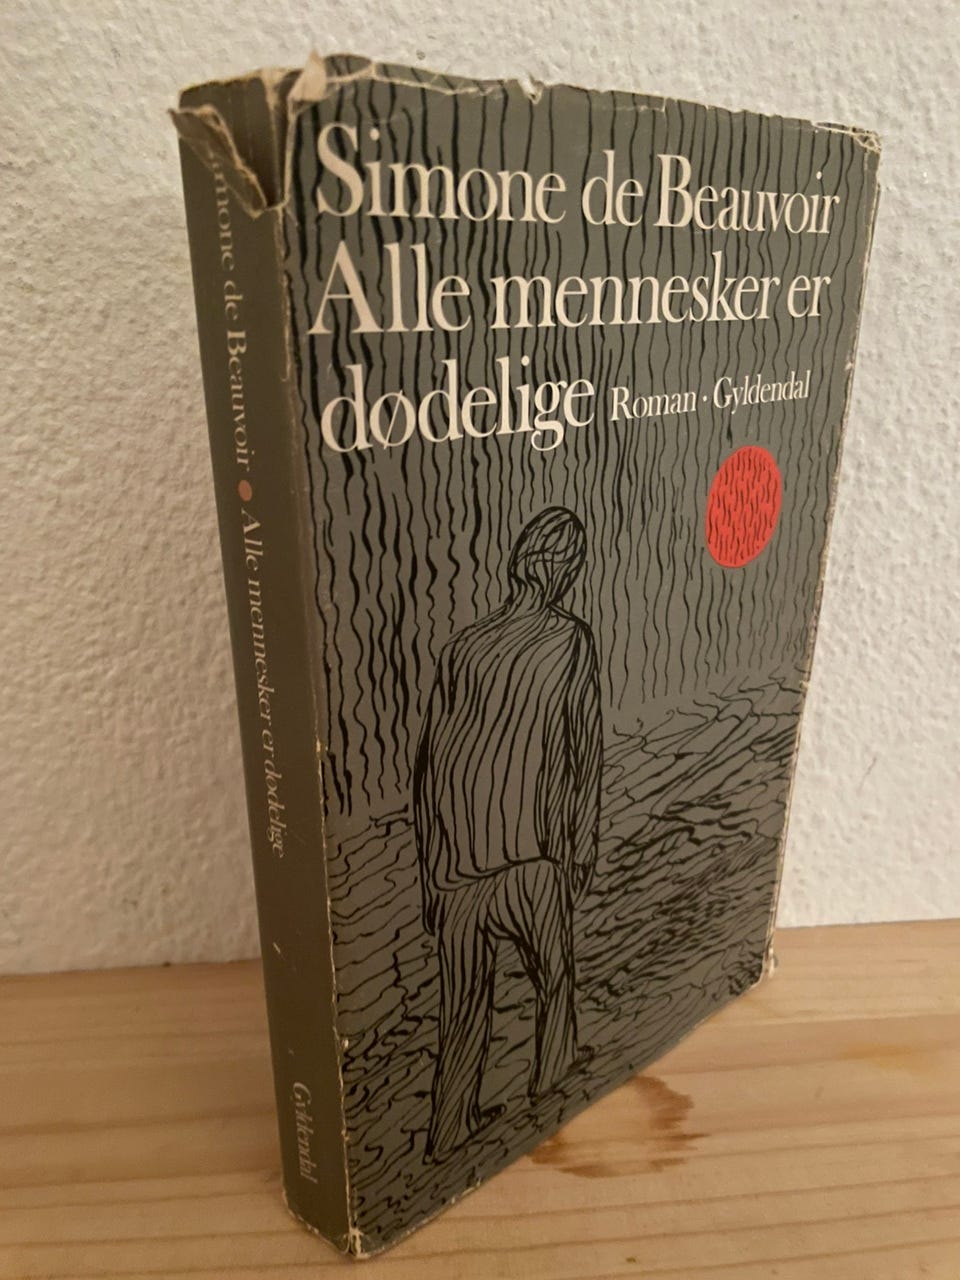 Simone de Beauvoir
Alle mennesker er
dødelige Roman · Gyldendal
Simone de Beauvoir • Alle mennesker er dødelige
Gyldendal